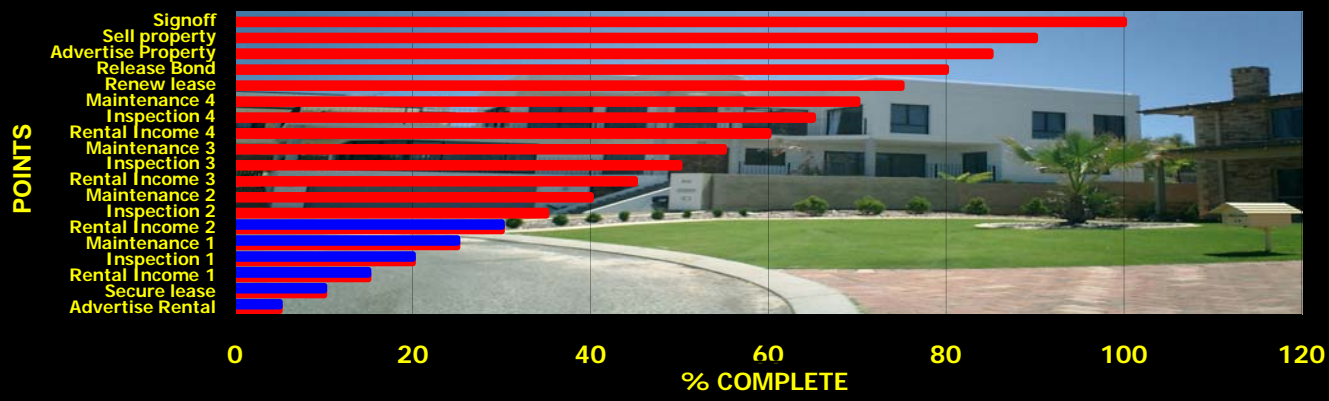 Signoff
Sell property
Advertise Property
Release Bond
Renew lease
Maintenance 4
Inspection 4
Rental Income 4
Maintenance 3
Inspection 3
Rental Income 3
Maintenance 2
Inspection 2
Rental Income 2
Maintenance 1
Inspection 1
Rental Income 1
Secure lease
Advertise Rental
POINTS
0 20 40 60 80 100 120
% COMPLETE